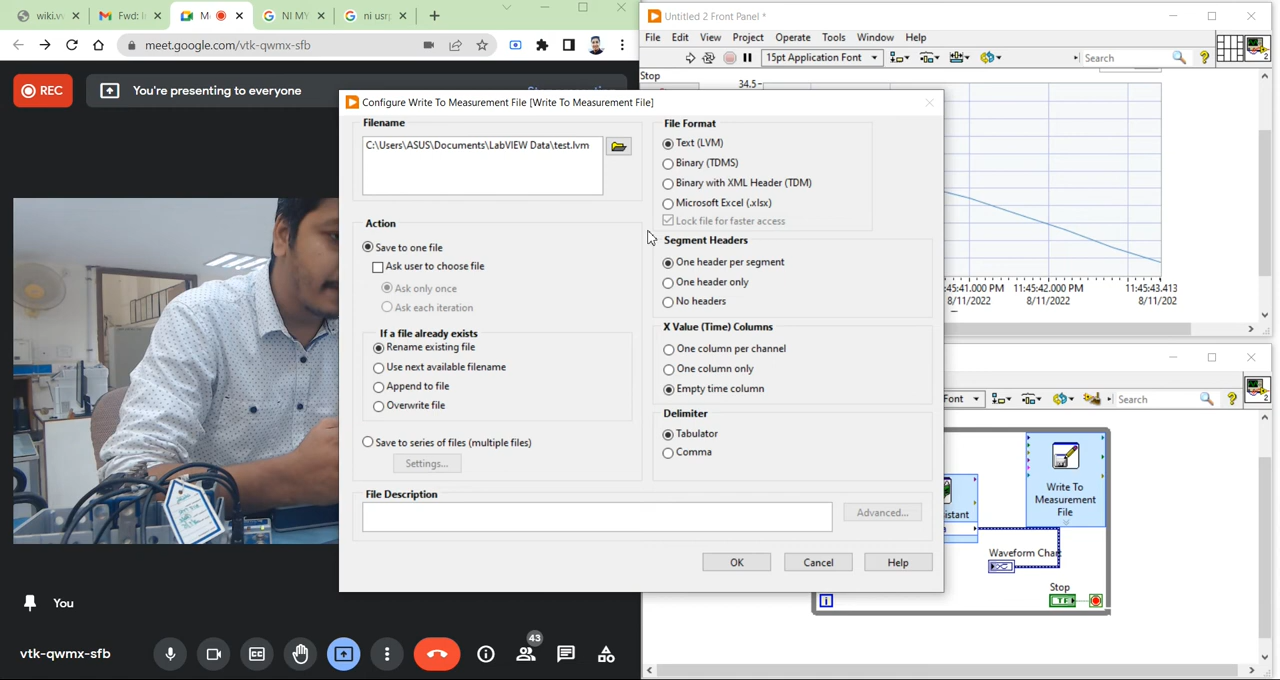 wiki.v
Fwd: I
M
NI MY
ni usrp
meet.google.com/vtk-qwmx-sfb
REC
You're presenting to everyone
You
vtk-qwmx-sfb
43
Configure Write To Measurement File [Write To Measurement File]
Filename
C:\Users\ASUS\Documents\LabVIEW Data\test.lvm
Action
Save to one file
Ask user to choose file
Ask only once
Ask each iteration
If a file already exists
Rename existing file
Use next available filename
Append to file
Overwrite file
Save to series of files (multiple files)
Settings...
File Format
Text (LVM)
Binary (TDMS)
Binary with XML Header (TDM)
Microsoft Excel (.xlsx)
Lock file for faster access
Segment Headers
One header per segment
One header only
No headers
X Value (Time) Columns
One column per channel
One column only
Empty time column
Delimiter
Tabulator
Comma
File Description
Advanced...
OK Cancel Help
Untitled 2 Front Panel *
File Edit View Project Operate Tools Window Help
15pt Application Font
Search
Stop
34.5
45:41.000 PM 11:45:42.000 PM 11:45:43.413
8/11/2022 8/11/2022 8/11/202
Font
Search
Write To
Measurement
File
istant
Waveform Chart
Stop
TF
i